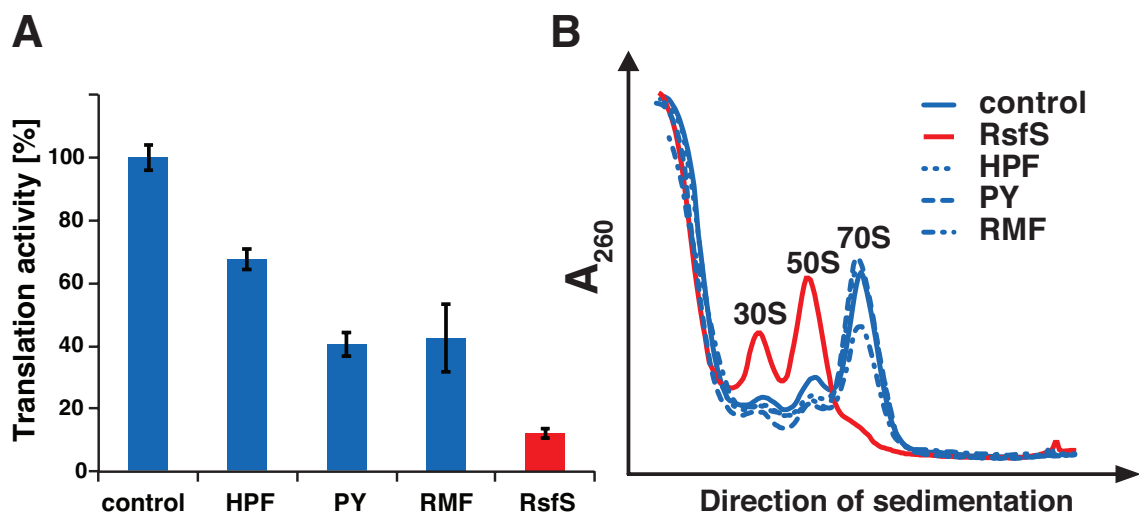 A
Translation activity [%]
100
80
60
40
20
0
control HPF PY RMF RsfS
B
A260
30S
50S
70S
control
RsfS
HPF
PY
RMF
Direction of sedimentation